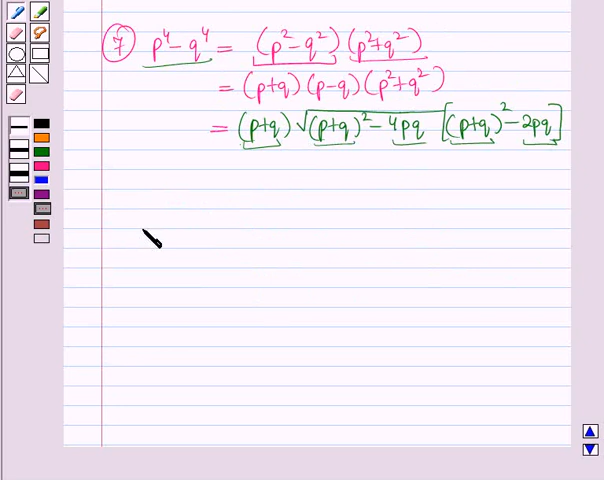 ⑦ p⁴ − q⁴ = (p² − q²) (p² + q²)
= (p+q) (p−q) (p² + q²)
= (p+q) √(p+q)² − 4pq [(p+q)² − 2pq]